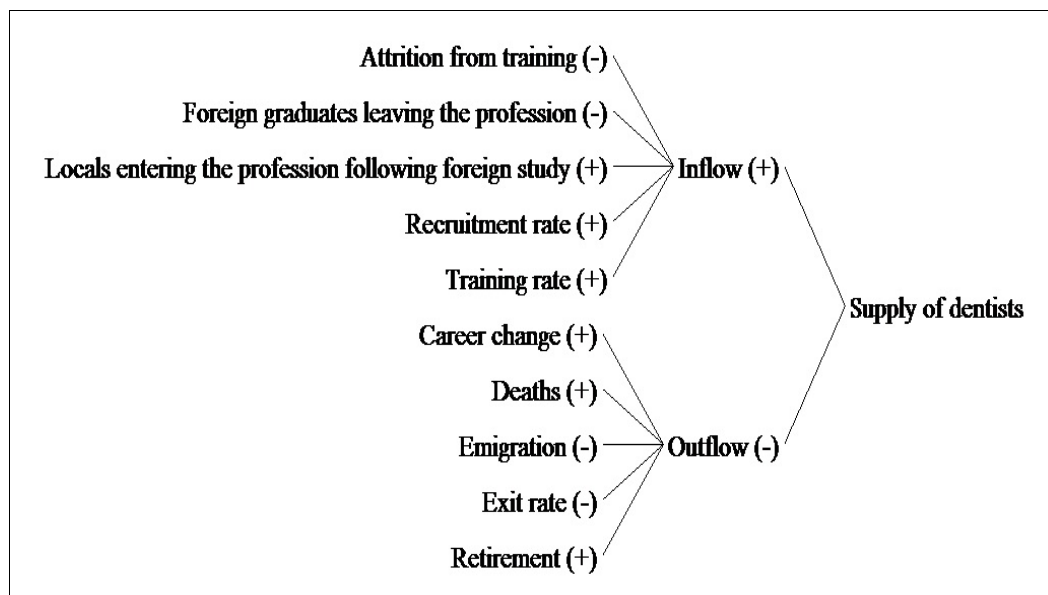 Attrition from training (-)
Foreign graduates leaving the profession (-)
Locals entering the profession following foreign study (+)
Inflow (+)
Recruitment rate (+)
Training rate (+)
Supply of dentists
Career change (+)
Deaths (+)
Emigration (-)
Outflow (-)
Exit rate (-)
Retirement (+)